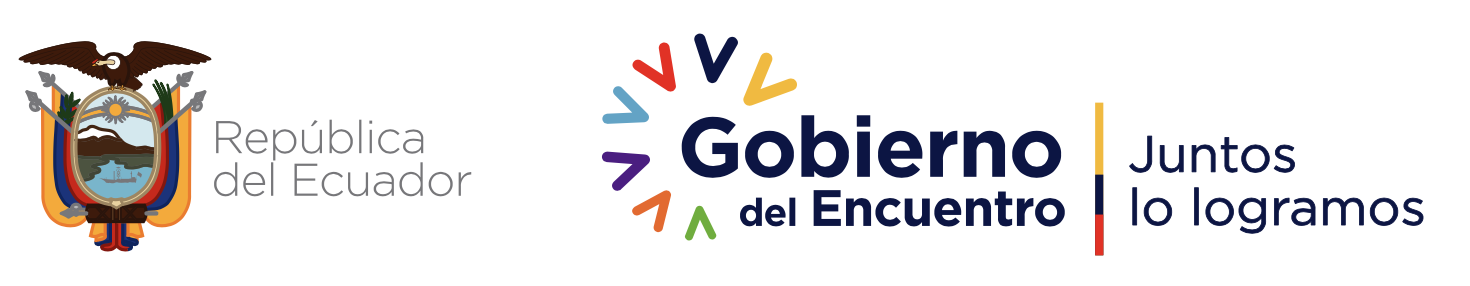 República
del Ecuador
Gobierno
del Encuentro
Juntos
lo logramos